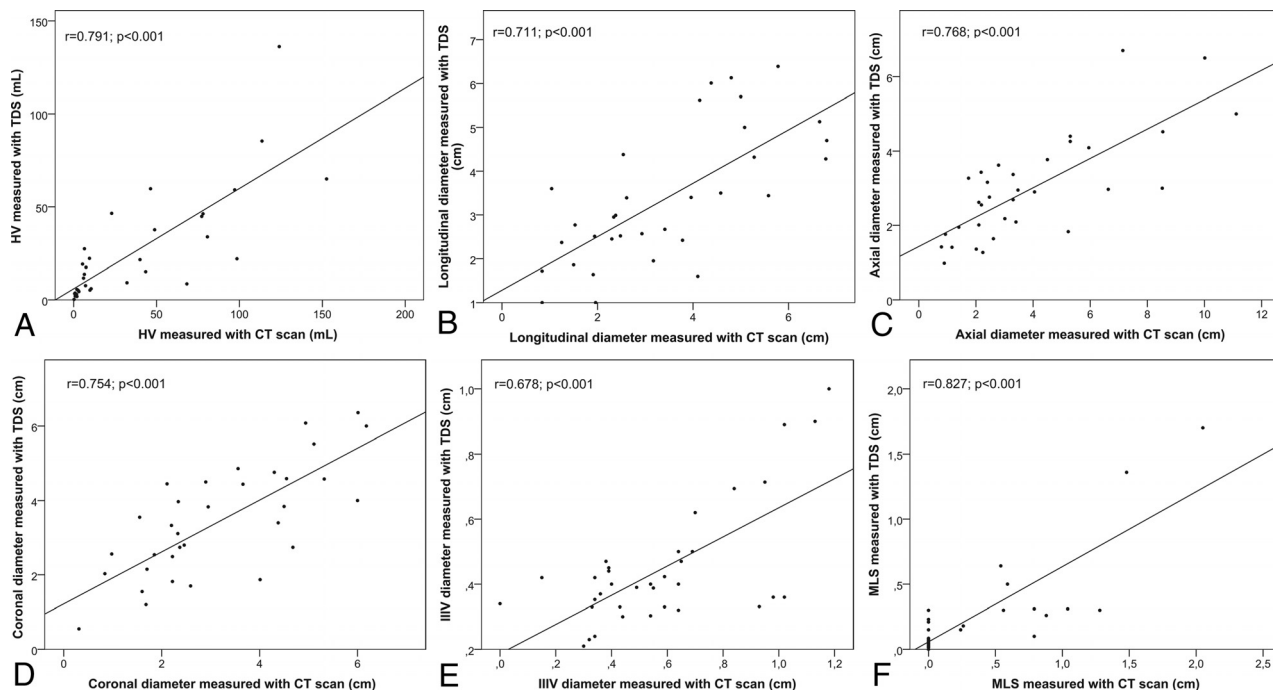 r=0.791; p<0.001
HV measured with TDS (mL)
150
100
50
0
0 50 100 150 200
A
HV measured with CT scan (mL)
r=0.711; p<0.001
Longitudinal diameter measured with TDS
(cm)
7
6
5
4
3
2
1
0 2 4 6
B
Longitudinal diameter measured with CT scan (cm)
r=0.768; p<0.001
Axial diameter measured with TDS (cm)
6
4
2
0
0 2 4 6 8 10 12
C
Axial diameter measured with CT scan (cm)
r=0.754; p<0.001
Coronal diameter measured with TDS (cm)
6
4
2
0
0 2 4 6
D
Coronal diameter measured with CT scan (cm)
r=0.678; p<0.001
IIIV diameter measured with TDS (cm)
1,0
,8
,6
,4
,2
,0 ,2 ,4 ,6 ,8 1,0 1,2
E
IIIV diameter measured with CT scan (cm)
r=0.827; p<0.001
MLS measured with TDS (cm)
2,0
1,5
1,0
,5
,0
,0 ,5 1,0 1,5 2,0 2,5
F
MLS measured with CT scan (cm)